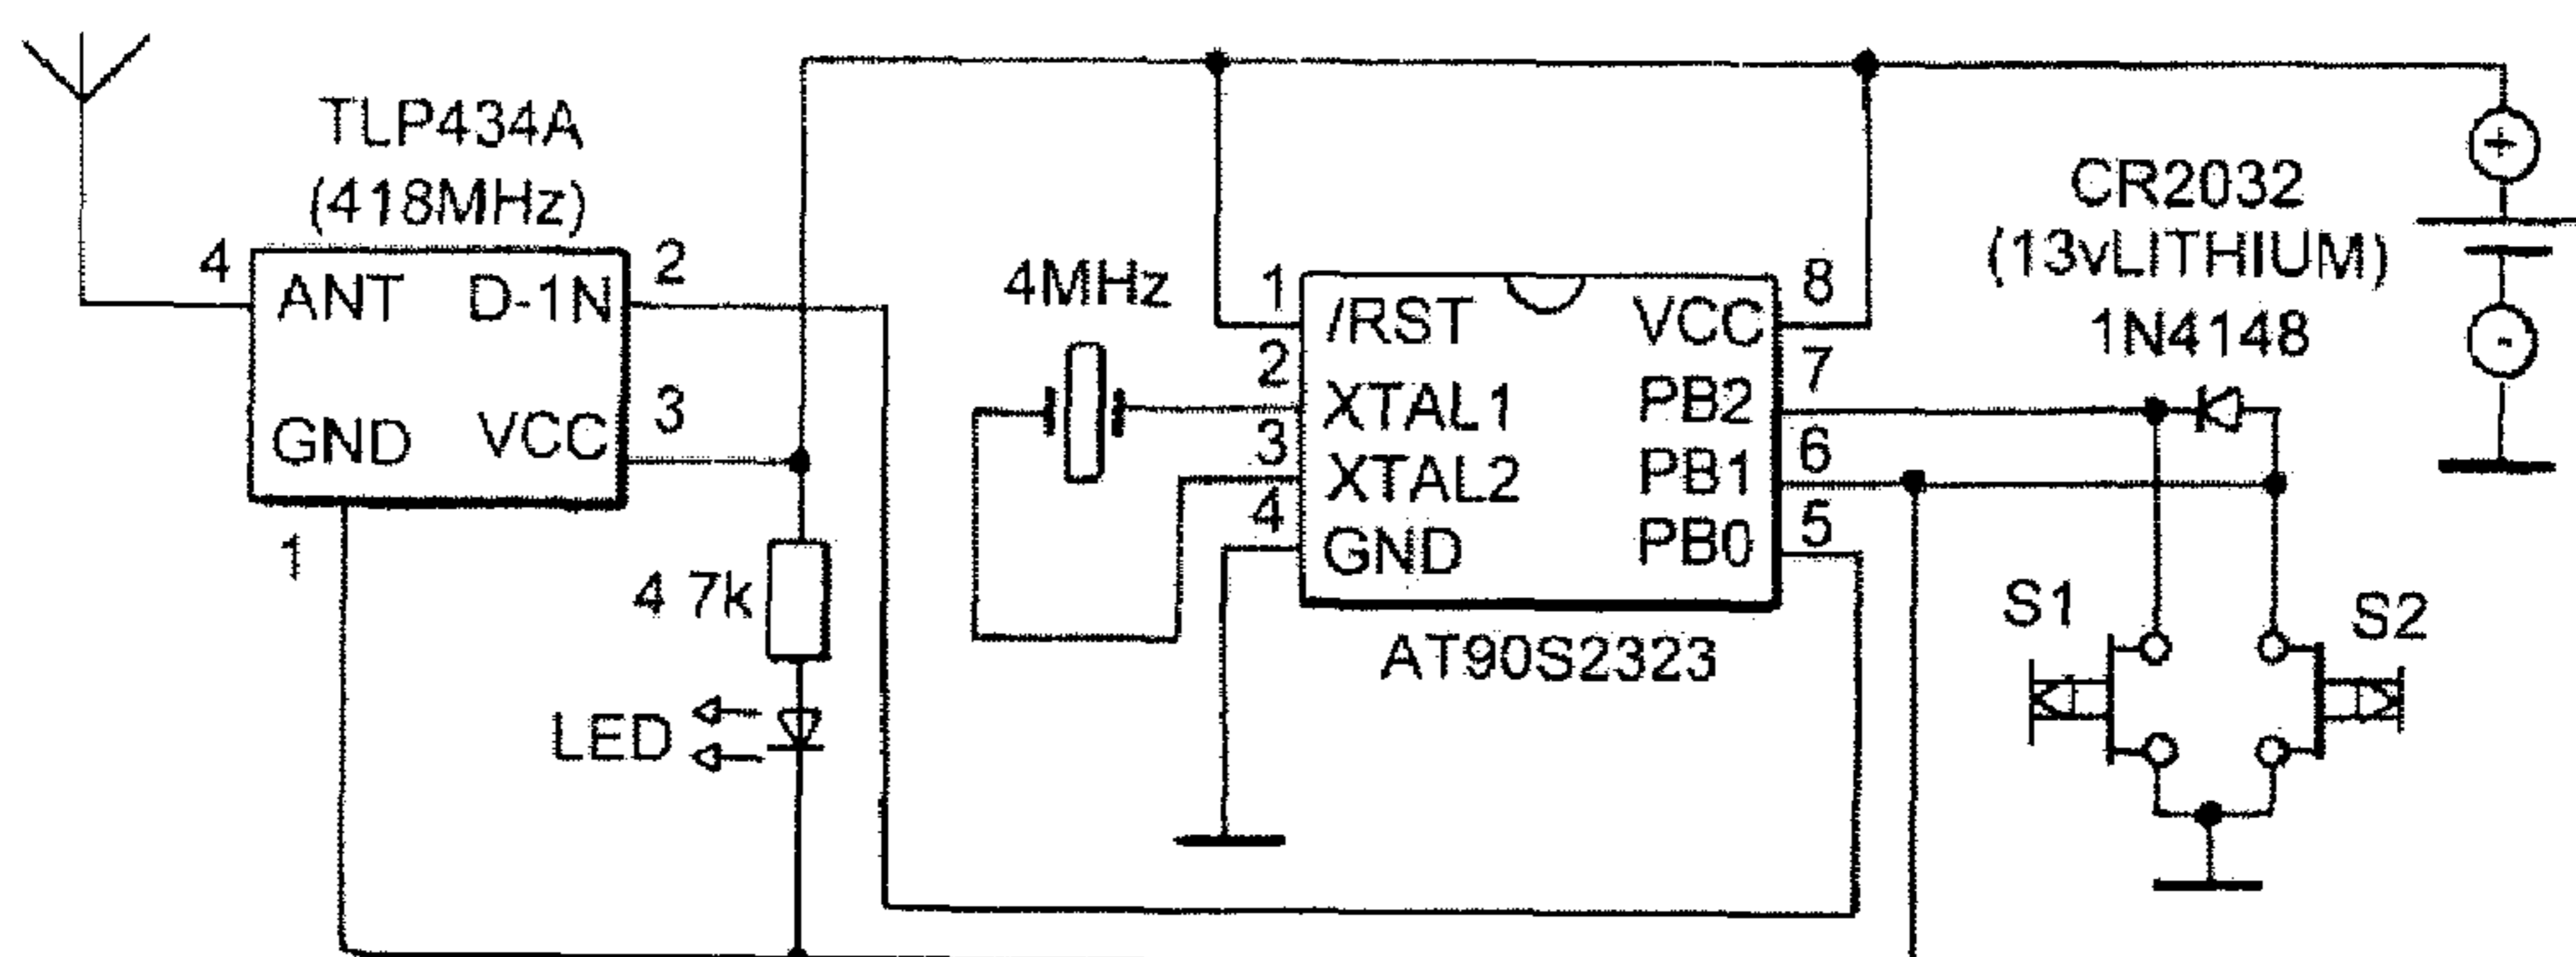 TLP434A
(418MHz)
4
ANT
D-1N
2
GND
VCC
3
1
4 7k
LED
4MHz
1
/RST
VCC
8
2
XTAL1
PB2
7
3
XTAL2
PB1
6
4
GND
PB0
5
AT90S2323
CR2032
(13vLITHIUM)
1N4148
+
-
S1
S2